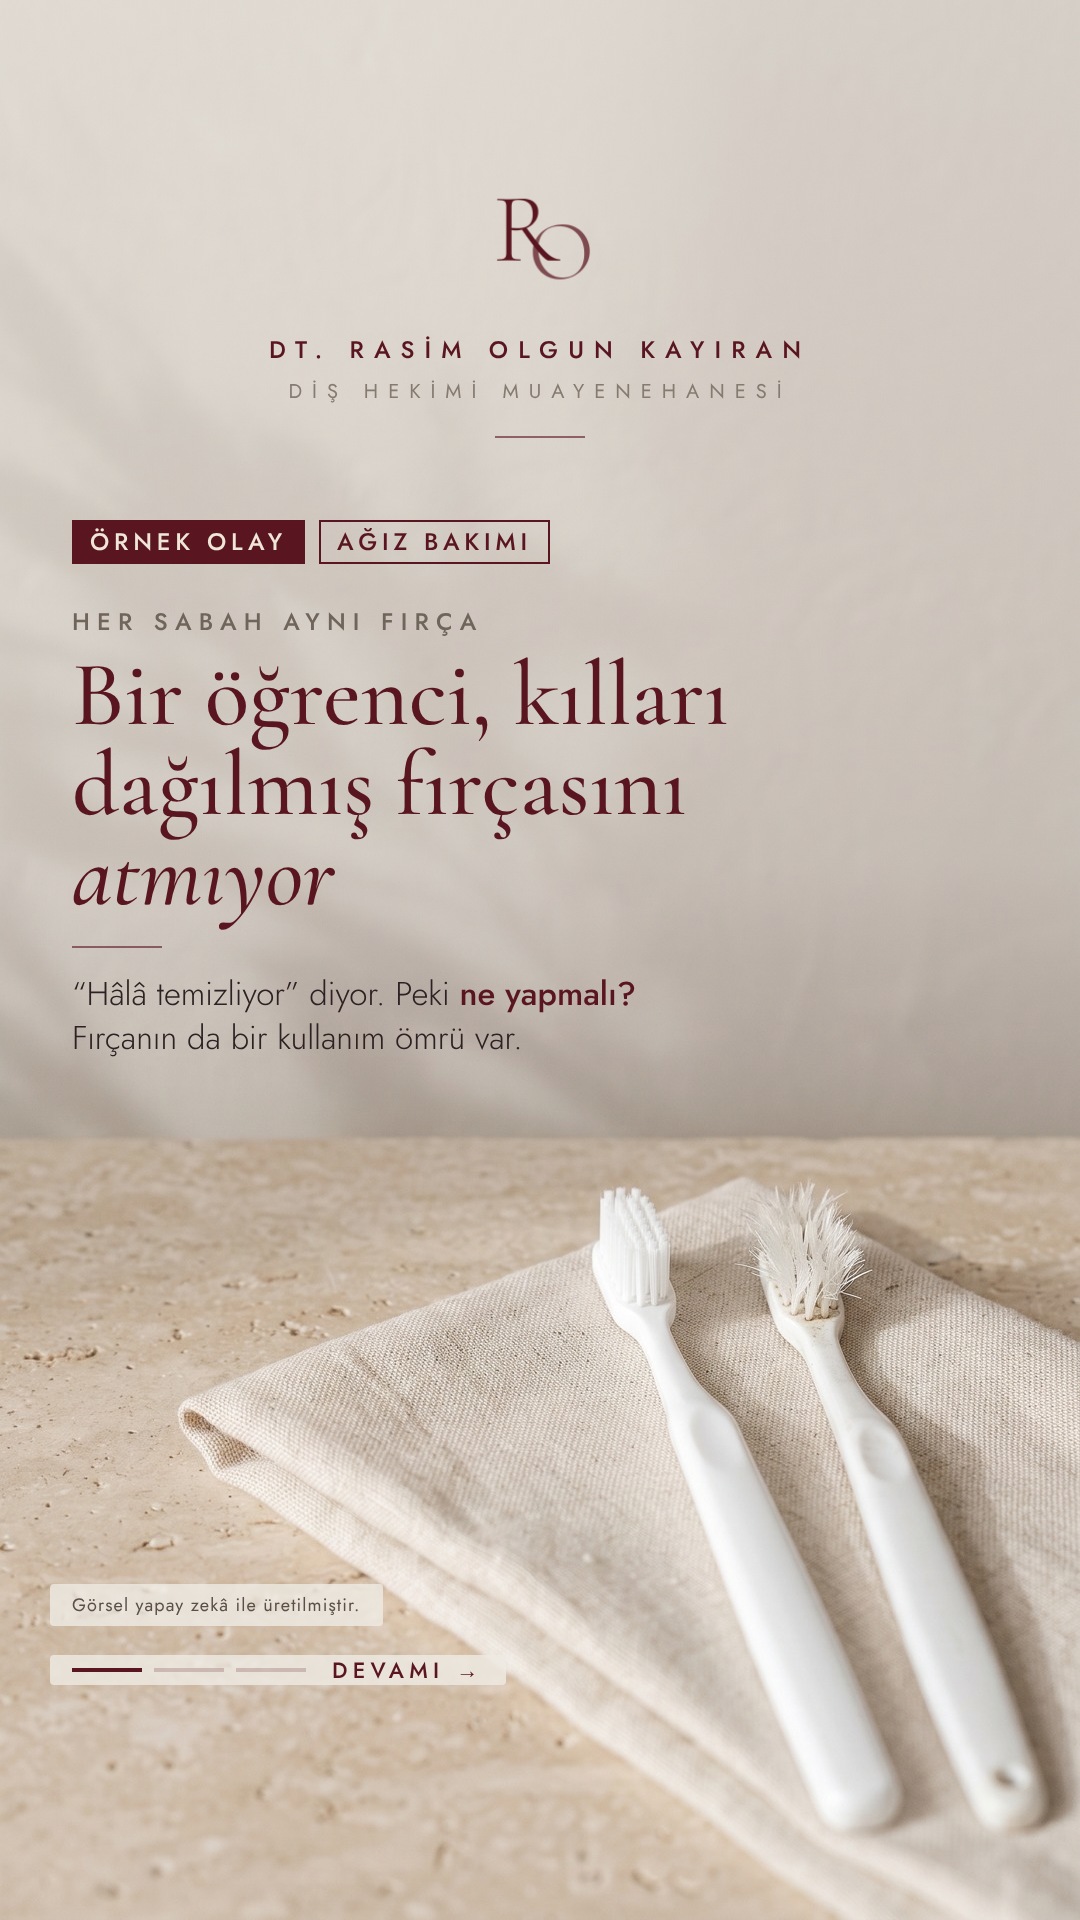 RO
DT. RASİM OLGUN KAYIRAN
DİŞ HEKİMİ MUAYENEHANESİ
ÖRNEK OLAY
AĞIZ BAKIMI
HER SABAH AYNI FIRÇA
Bir öğrenci, kılları
dağılmış fırçasını
atmıyor
“Hâlâ temizliyor” diyor. Peki ne yapmalı?
Fırçanın da bir kullanım ömrü var.
Görsel yapay zekâ ile üretilmiştir.
DEVAMI →